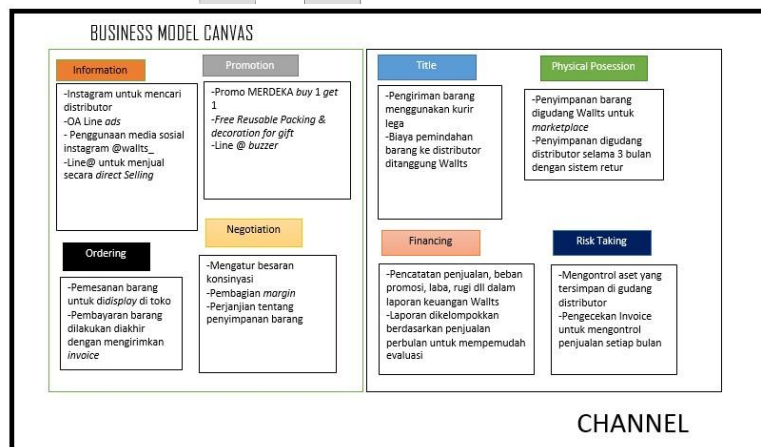 BUSINESS MODEL CANVAS
Information
-Instagram untuk mencari
distributor
-OA Line ads
- Penggunaan media sosial
instagram @wallts_
-Line@ untuk menjual
secara direct Selling
Promotion
-Promo MERDEKA buy 1 get
1
-Free Reusable Packing &
decoration for gift
-Line @ buzzer
Title
-Pengiriman barang
menggunakan kurir
lega
-Biaya pemindahan
barang ke distributor
ditanggung Wallts
Physical Posession
-Penyimpanan barang
digudang Wallts untuk
marketplace
-Penyimpanan digudang
distributor selama 3 bulan
dengan sistem retur
Ordering
-Pemesanan barang
untuk didisplay di toko
-Pembayaran barang
dilakukan diakhir
dengan mengirimkan
invoice
Negotiation
-Mengatur besaran
konsinyasi
-Pembagian margin
-Perjanjian tentang
penyimpanan barang
Financing
-Pencatatan penjualan, beban
promosi, laba, rugi dll dalam
laporan keuangan Wallts
-Laporan dikelompokkan
berdasarkan penjualan
perbulan untuk mempemudah
evaluasi
Risk Taking
-Mengontrol aset yang
tersimpan di gudang
distributor
-Pengecekan Invoice
untuk mengontrol
penjualan setiap bulan
CHANNEL